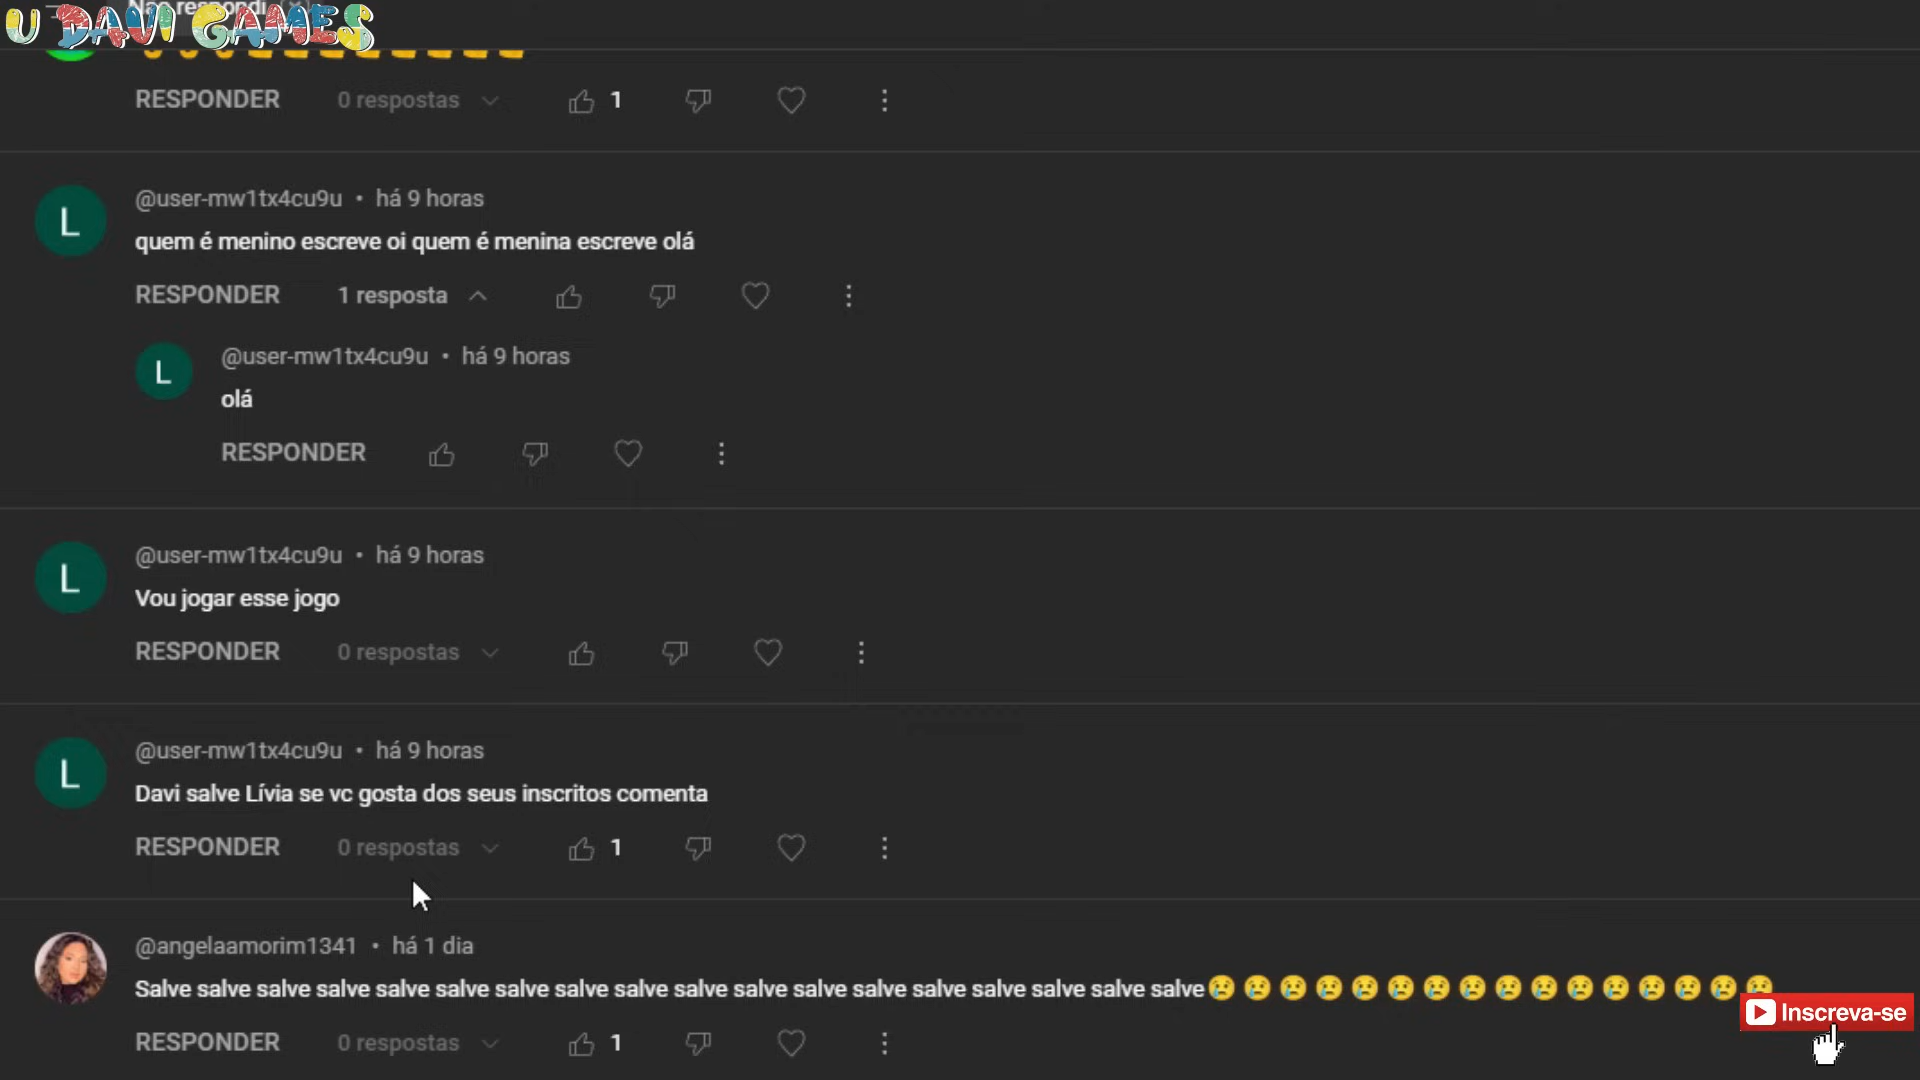 U DAVI GAMES
RESPONDER 0 respostas 1
L @user-mw1tx4cu9u • há 9 horas
quem é menino escreve oi quem é menina escreve olá
RESPONDER 1 resposta
L @user-mw1tx4cu9u • há 9 horas
olá
RESPONDER
L @user-mw1tx4cu9u • há 9 horas
Vou jogar esse jogo
RESPONDER 0 respostas
L @user-mw1tx4cu9u • há 9 horas
Davi salve Lívia se vc gosta dos seus inscritos comenta
RESPONDER 0 respostas 1
@angelaamorim1341 • há 1 dia
Salve salve salve salve salve salve salve salve salve salve salve salve salve salve salve salve salve salve😢😢😢😢😢😢😢😢😢😢😢😢😢😢😢😢
Inscreva-se
RESPONDER 0 respostas 1